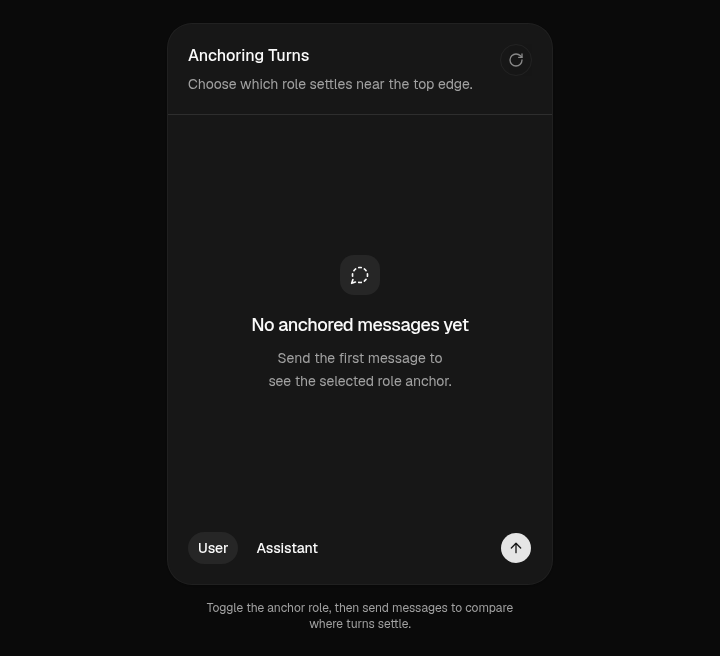 Anchoring Turns
Choose which role settles near the top edge.
No anchored messages yet
Send the first message to
see the selected role anchor.
User
Assistant
Toggle the anchor role, then send messages to compare
where turns settle.